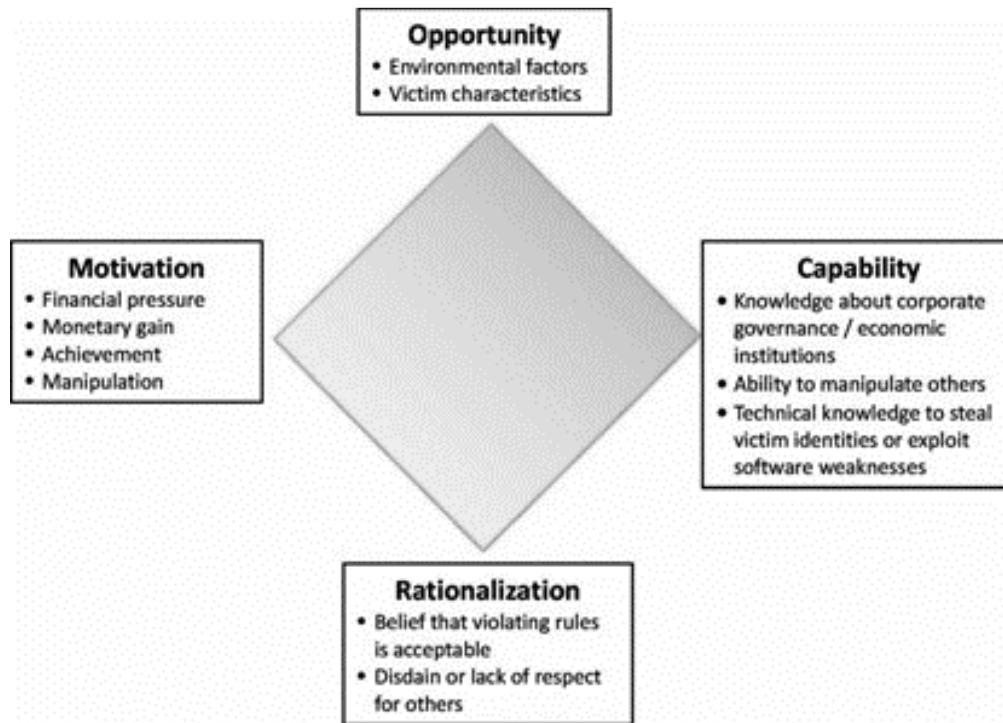 Opportunity
• Environmental factors
• Victim characteristics
Motivation
• Financial pressure
• Monetary gain
• Achievement
• Manipulation
Capability
• Knowledge about corporate
governance / economic
institutions
• Ability to manipulate others
• Technical knowledge to steal
victim identities or exploit
software weaknesses
Rationalization
• Belief that violating rules
is acceptable
• Disdain or lack of respect
for others